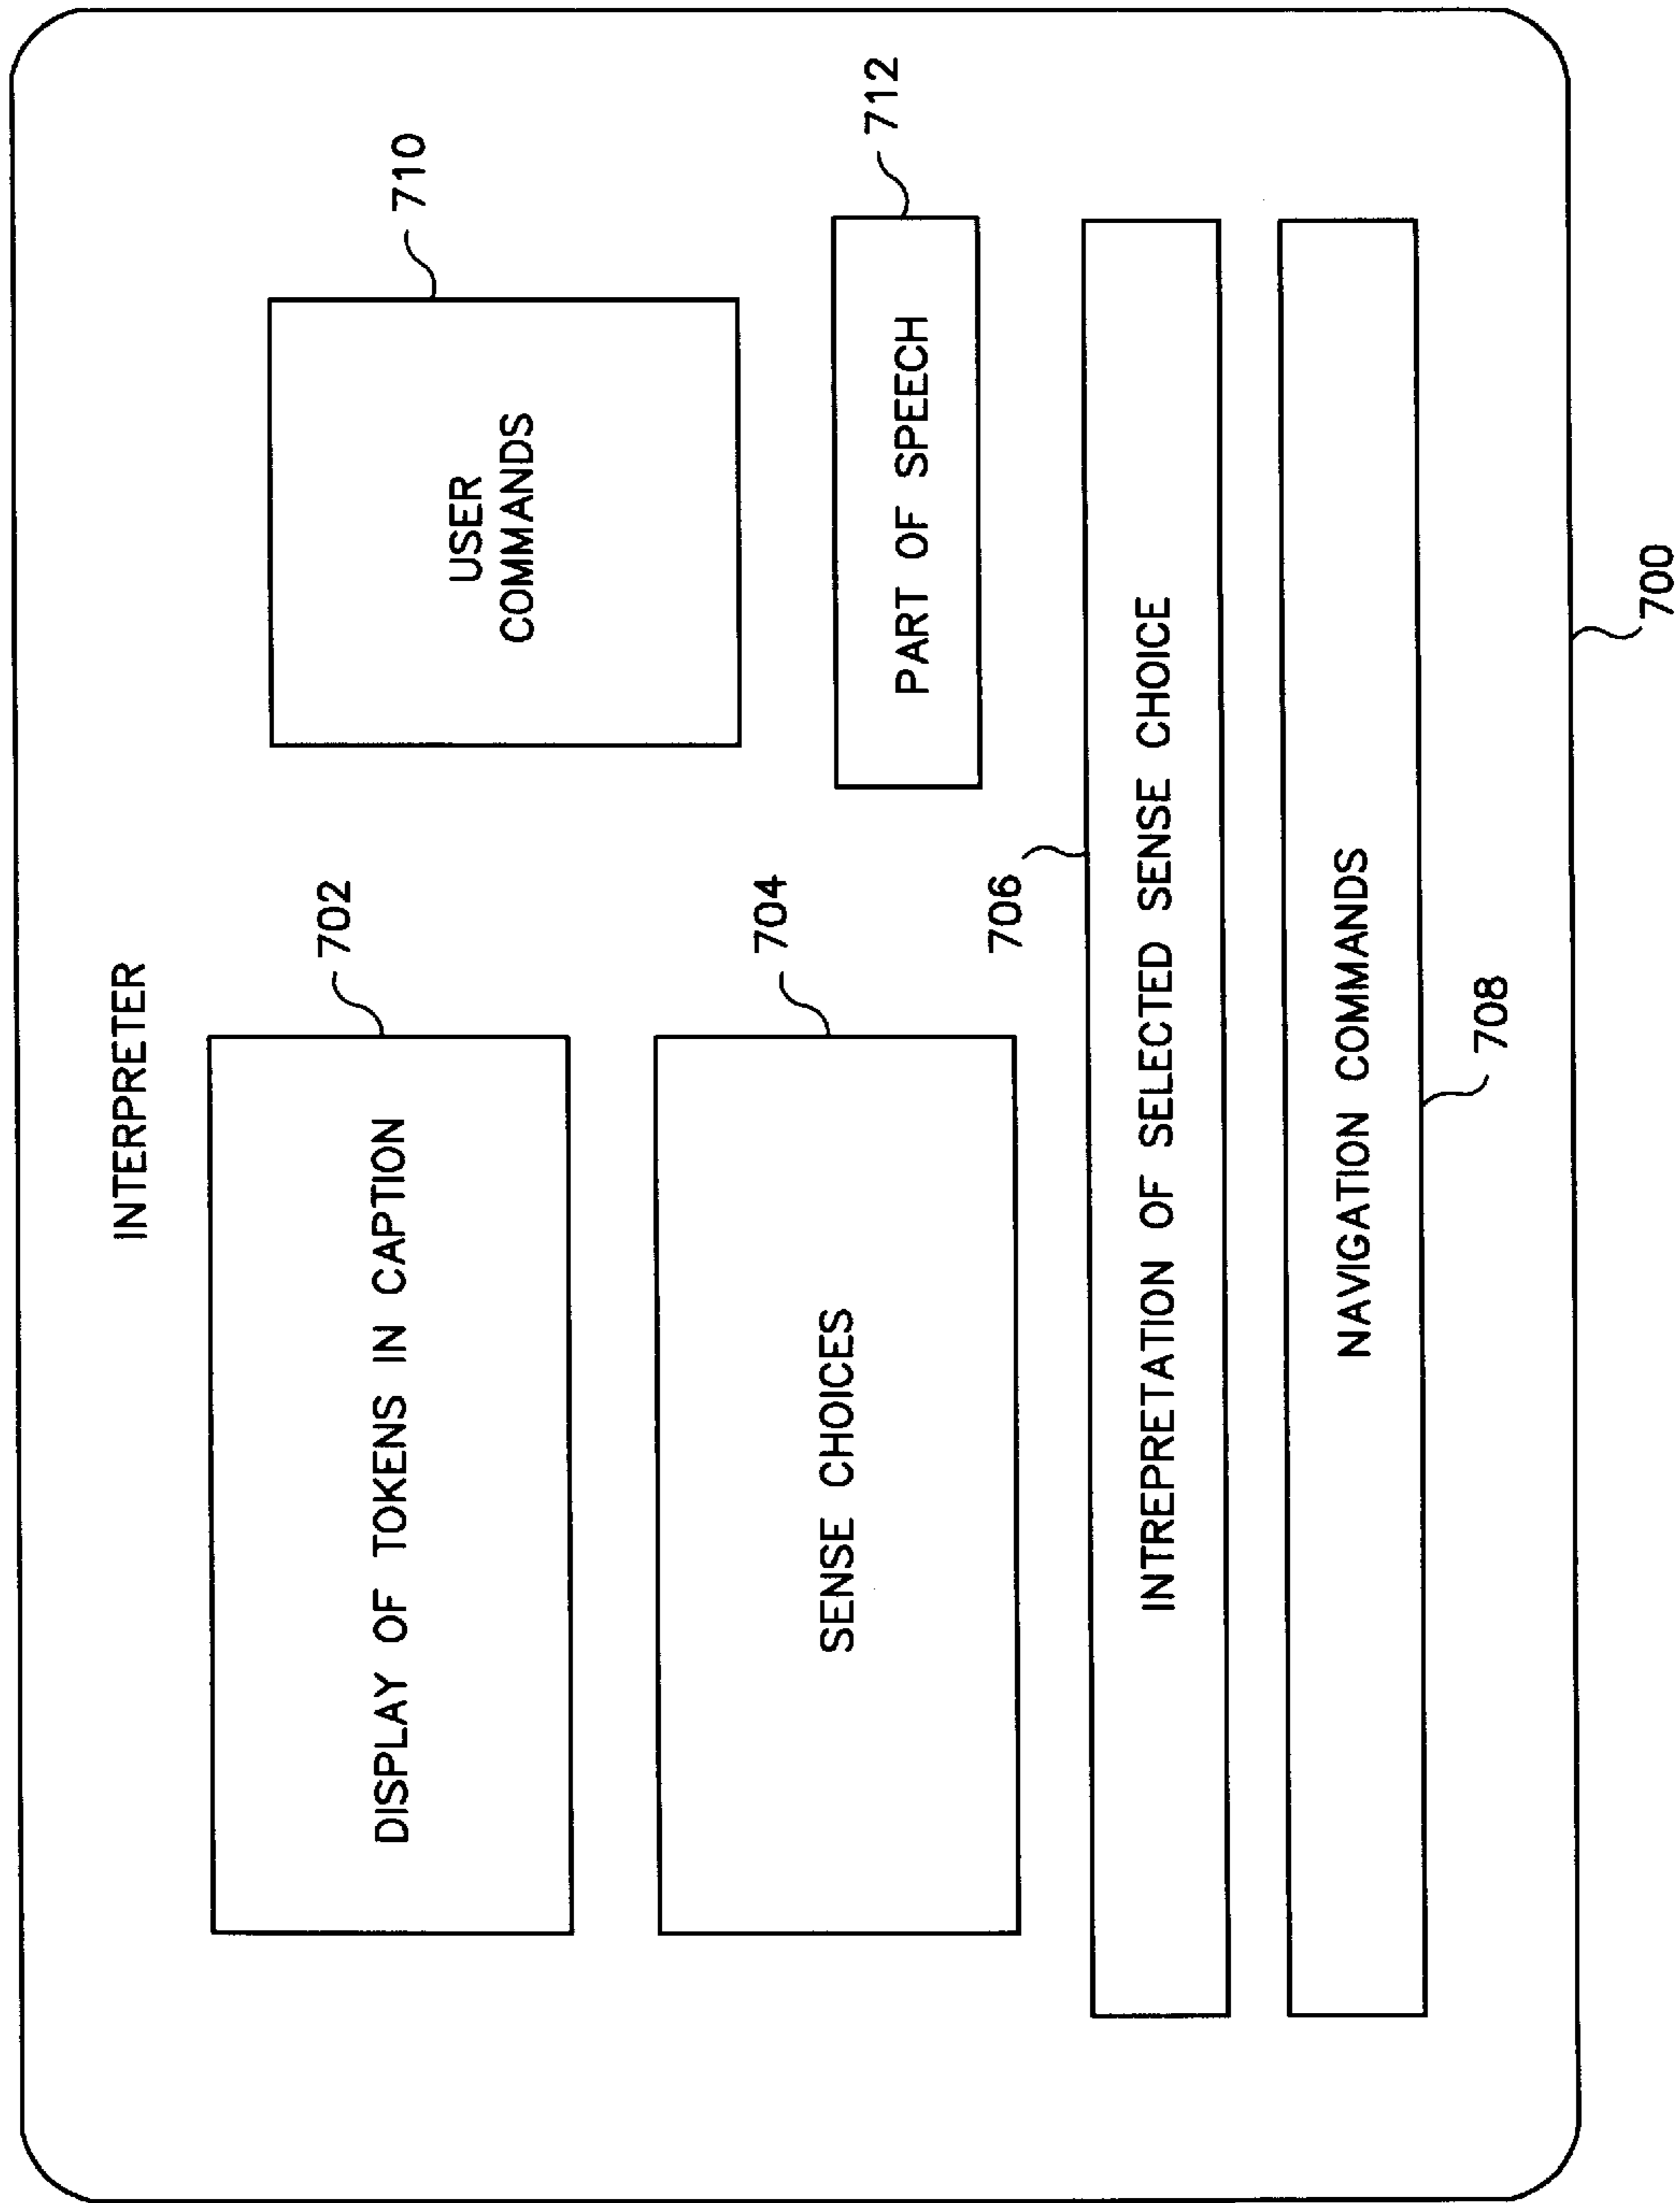 INTERPRETER
DISPLAY OF TOKENS IN CAPTION
702
USER
COMMANDS
710
SENSE CHOICES
704
PART OF SPEECH
712
706
INTREPRETATION OF SELECTED SENSE CHOICE
NAVIGATION COMMANDS
708
700